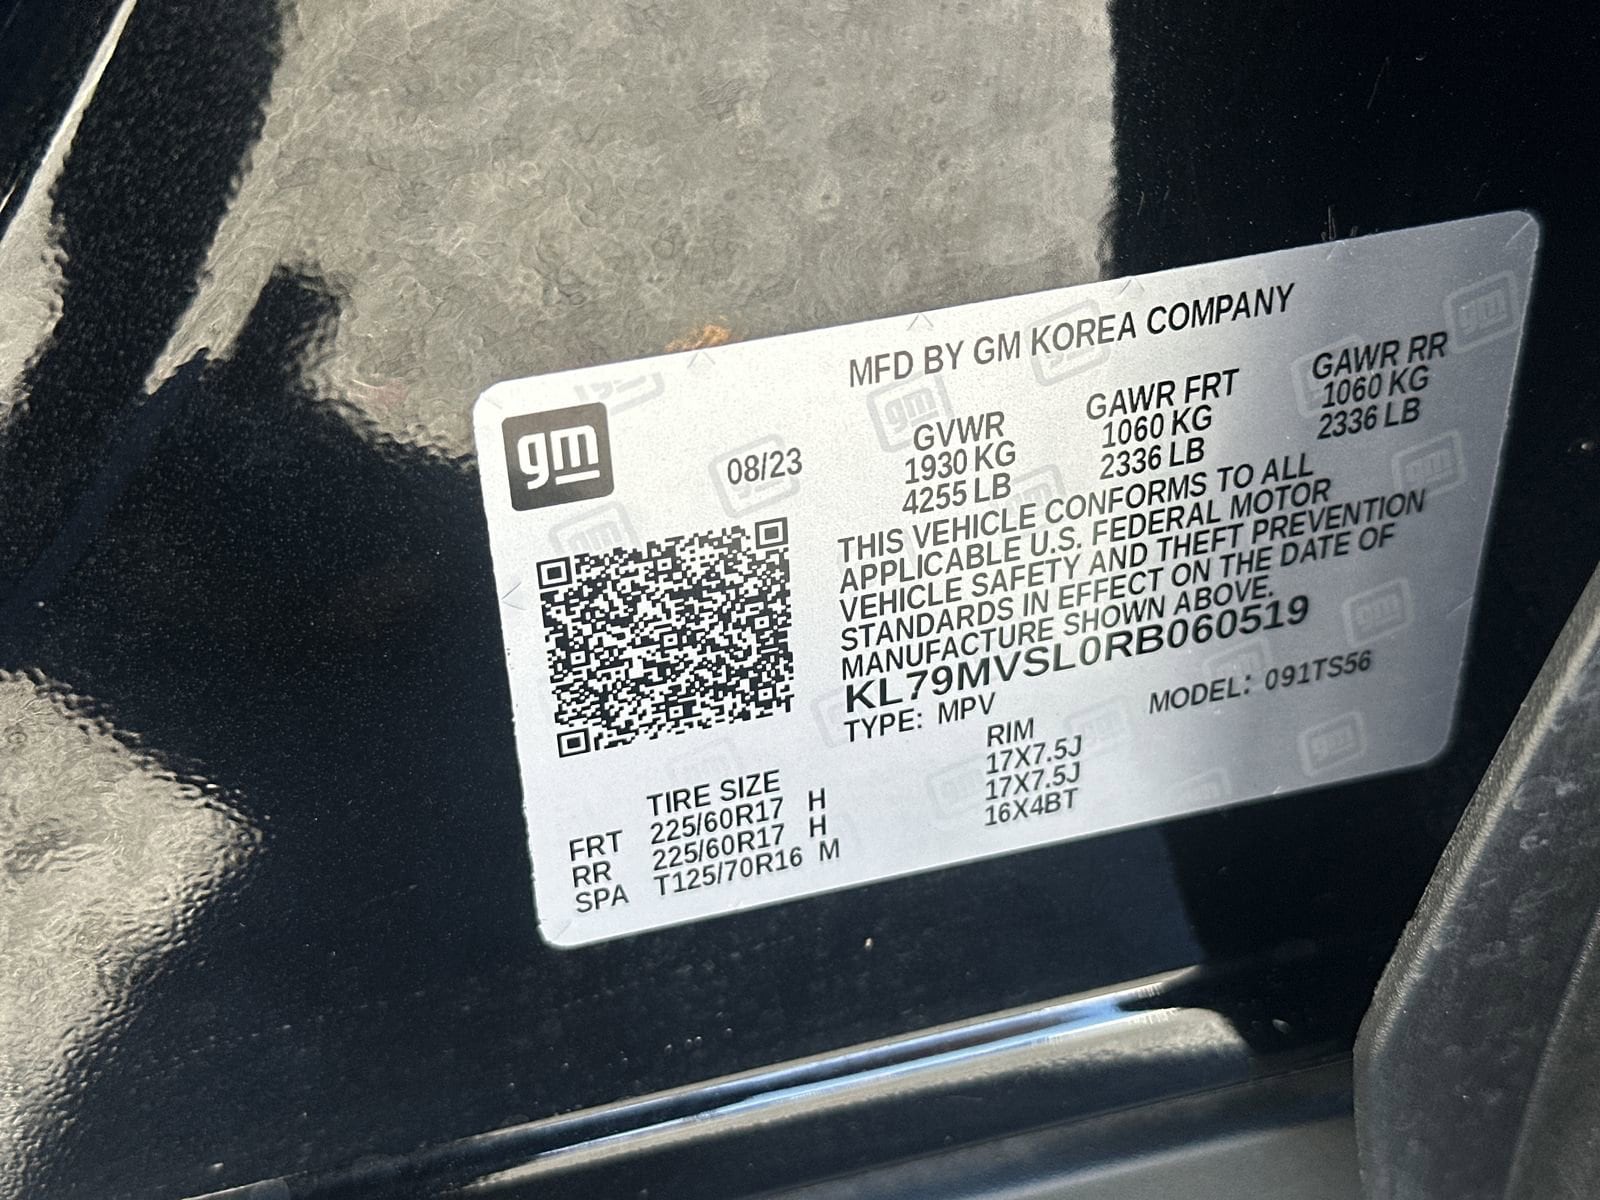 MFD BY GM KOREA COMPANY
gm
08/23
GVWR GAWR FRT GAWR RR
1930 KG 1060 KG 1060 KG
4255 LB 2336 LB 2336 LB
THIS VEHICLE CONFORMS TO ALL
APPLICABLE U.S. FEDERAL MOTOR
VEHICLE SAFETY AND THEFT PREVENTION
STANDARDS IN EFFECT ON THE DATE OF
MANUFACTURE SHOWN ABOVE.
KL79MVSL0RB060519
TYPE: MPV MODEL: 091TS56
TIRE SIZE RIM
FRT 225/60R17 H 17X7.5J
RR 225/60R17 H 17X7.5J
SPA T125/70R16 M 16X4BT